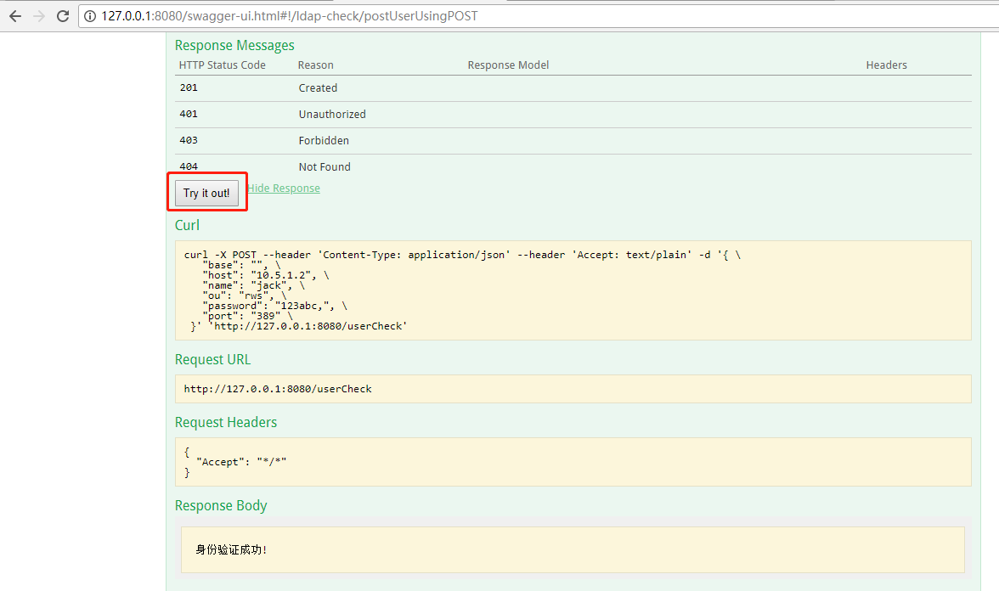 127.0.0.1:8080/swagger-ui.html#!/ldap-check/postUserUsingPOST
Response Messages
HTTP Status Code Reason Response Model Headers
201 Created
401 Unauthorized
403 Forbidden
404 Not Found
Try it out! Hide Response
Curl
curl -X POST --header 'Content-Type: application/json' --header 'Accept: text/plain' -d '{ \
"base": "", \
"host": "10.5.1.2", \
"name": "jack", \
"ou": "rws", \
"password": "123abc,", \
"port": "389" \
}' 'http://127.0.0.1:8080/userCheck'
Request URL
http://127.0.0.1:8080/userCheck
Request Headers
{
"Accept": "*/*"
}
Response Body
身份验证成功!